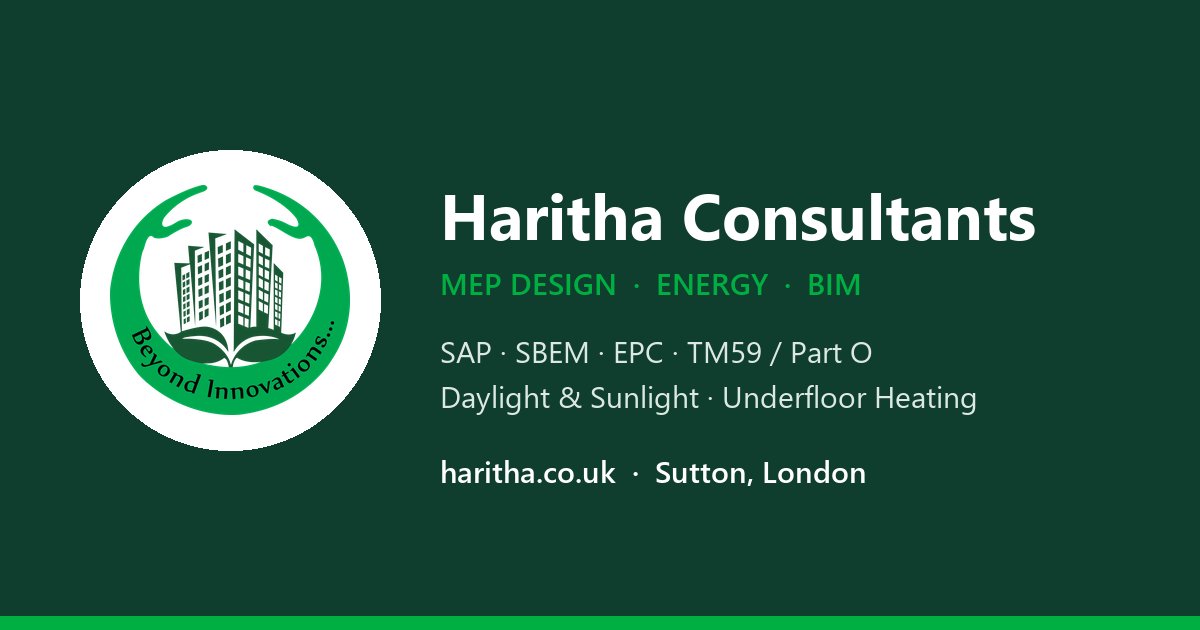 Beyond Innovations...
Haritha Consultants
MEP DESIGN · ENERGY · BIM
SAP · SBEM · EPC · TM59 / Part O
Daylight & Sunlight · Underfloor Heating
haritha.co.uk · Sutton, London